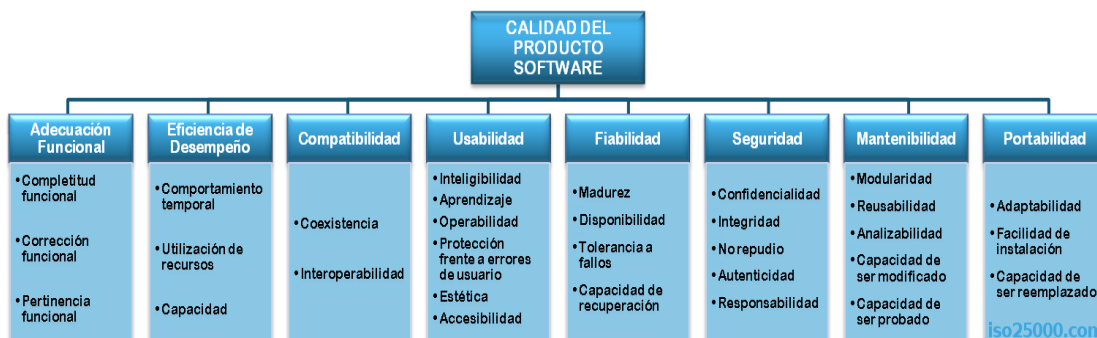 CALIDAD DEL
PRODUCTO
SOFTWARE
Adecuación
Funcional
• Completitud
funcional
• Corrección
funcional
• Pertinencia
funcional
Eficiencia de
Desempeño
• Comportamiento
temporal
• Utilización de
recursos
• Capacidad
Compatibilidad
• Coexistencia
• Interoperabilidad
Usabilidad
• Inteligibilidad
• Aprendizaje
• Operabilidad
• Protección
frente a errores
de usuario
• Estética
• Accesibilidad
Fiabilidad
• Madurez
• Disponibilidad
• Tolerancia a
fallos
• Capacidad de
recuperación
Seguridad
• Confidencialidad
• Integridad
• No repudio
• Autenticidad
• Responsabilidad
Mantenibilidad
• Modularidad
• Reusabilidad
• Analizabilidad
• Capacidad de
ser modificado
• Capacidad de
ser probado
Portabilidad
• Adaptabilidad
• Facilidad de
instalación
• Capacidad de
ser reemplazado
iso25000.com